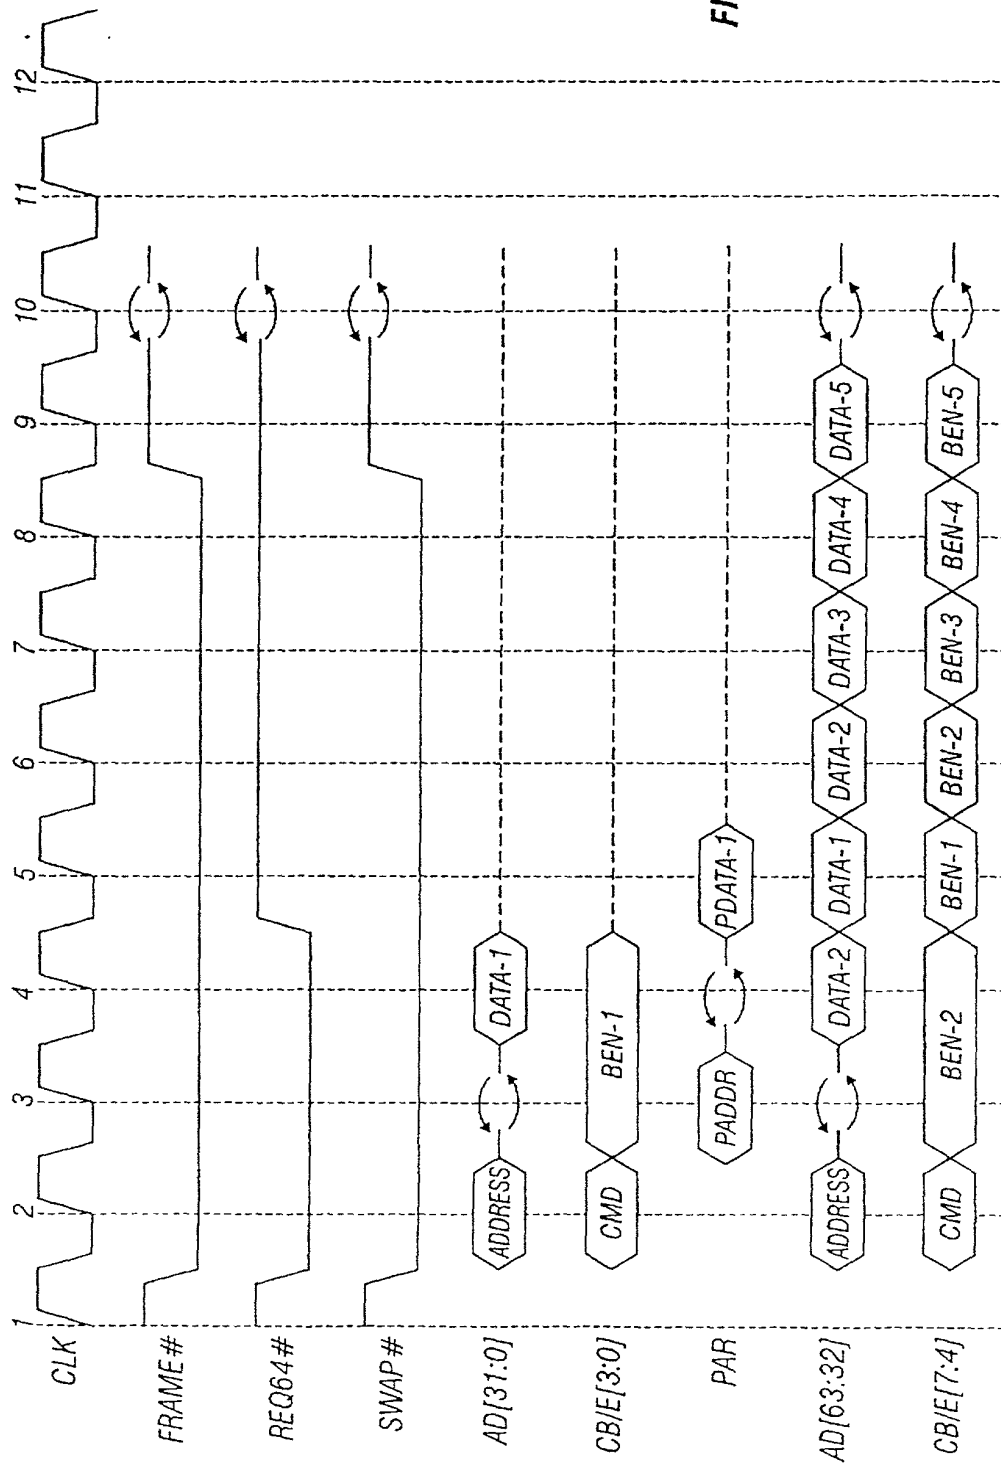 1 2 3 4 5 6 7 8 9 10 11 12
CLK
FRAME#
REQ64#
SWAP#
AD[31:0] ADDRESS DATA-1
CB/E[3:0] CMD BEN-1
PAR PADDR PDATA-1
AD[63:32] ADDRESS DATA-2 DATA-1 DATA-2 DATA-3 DATA-4 DATA-5
CB/E[7:4] CMD BEN-2 BEN-1 BEN-2 BEN-3 BEN-4 BEN-5
FI